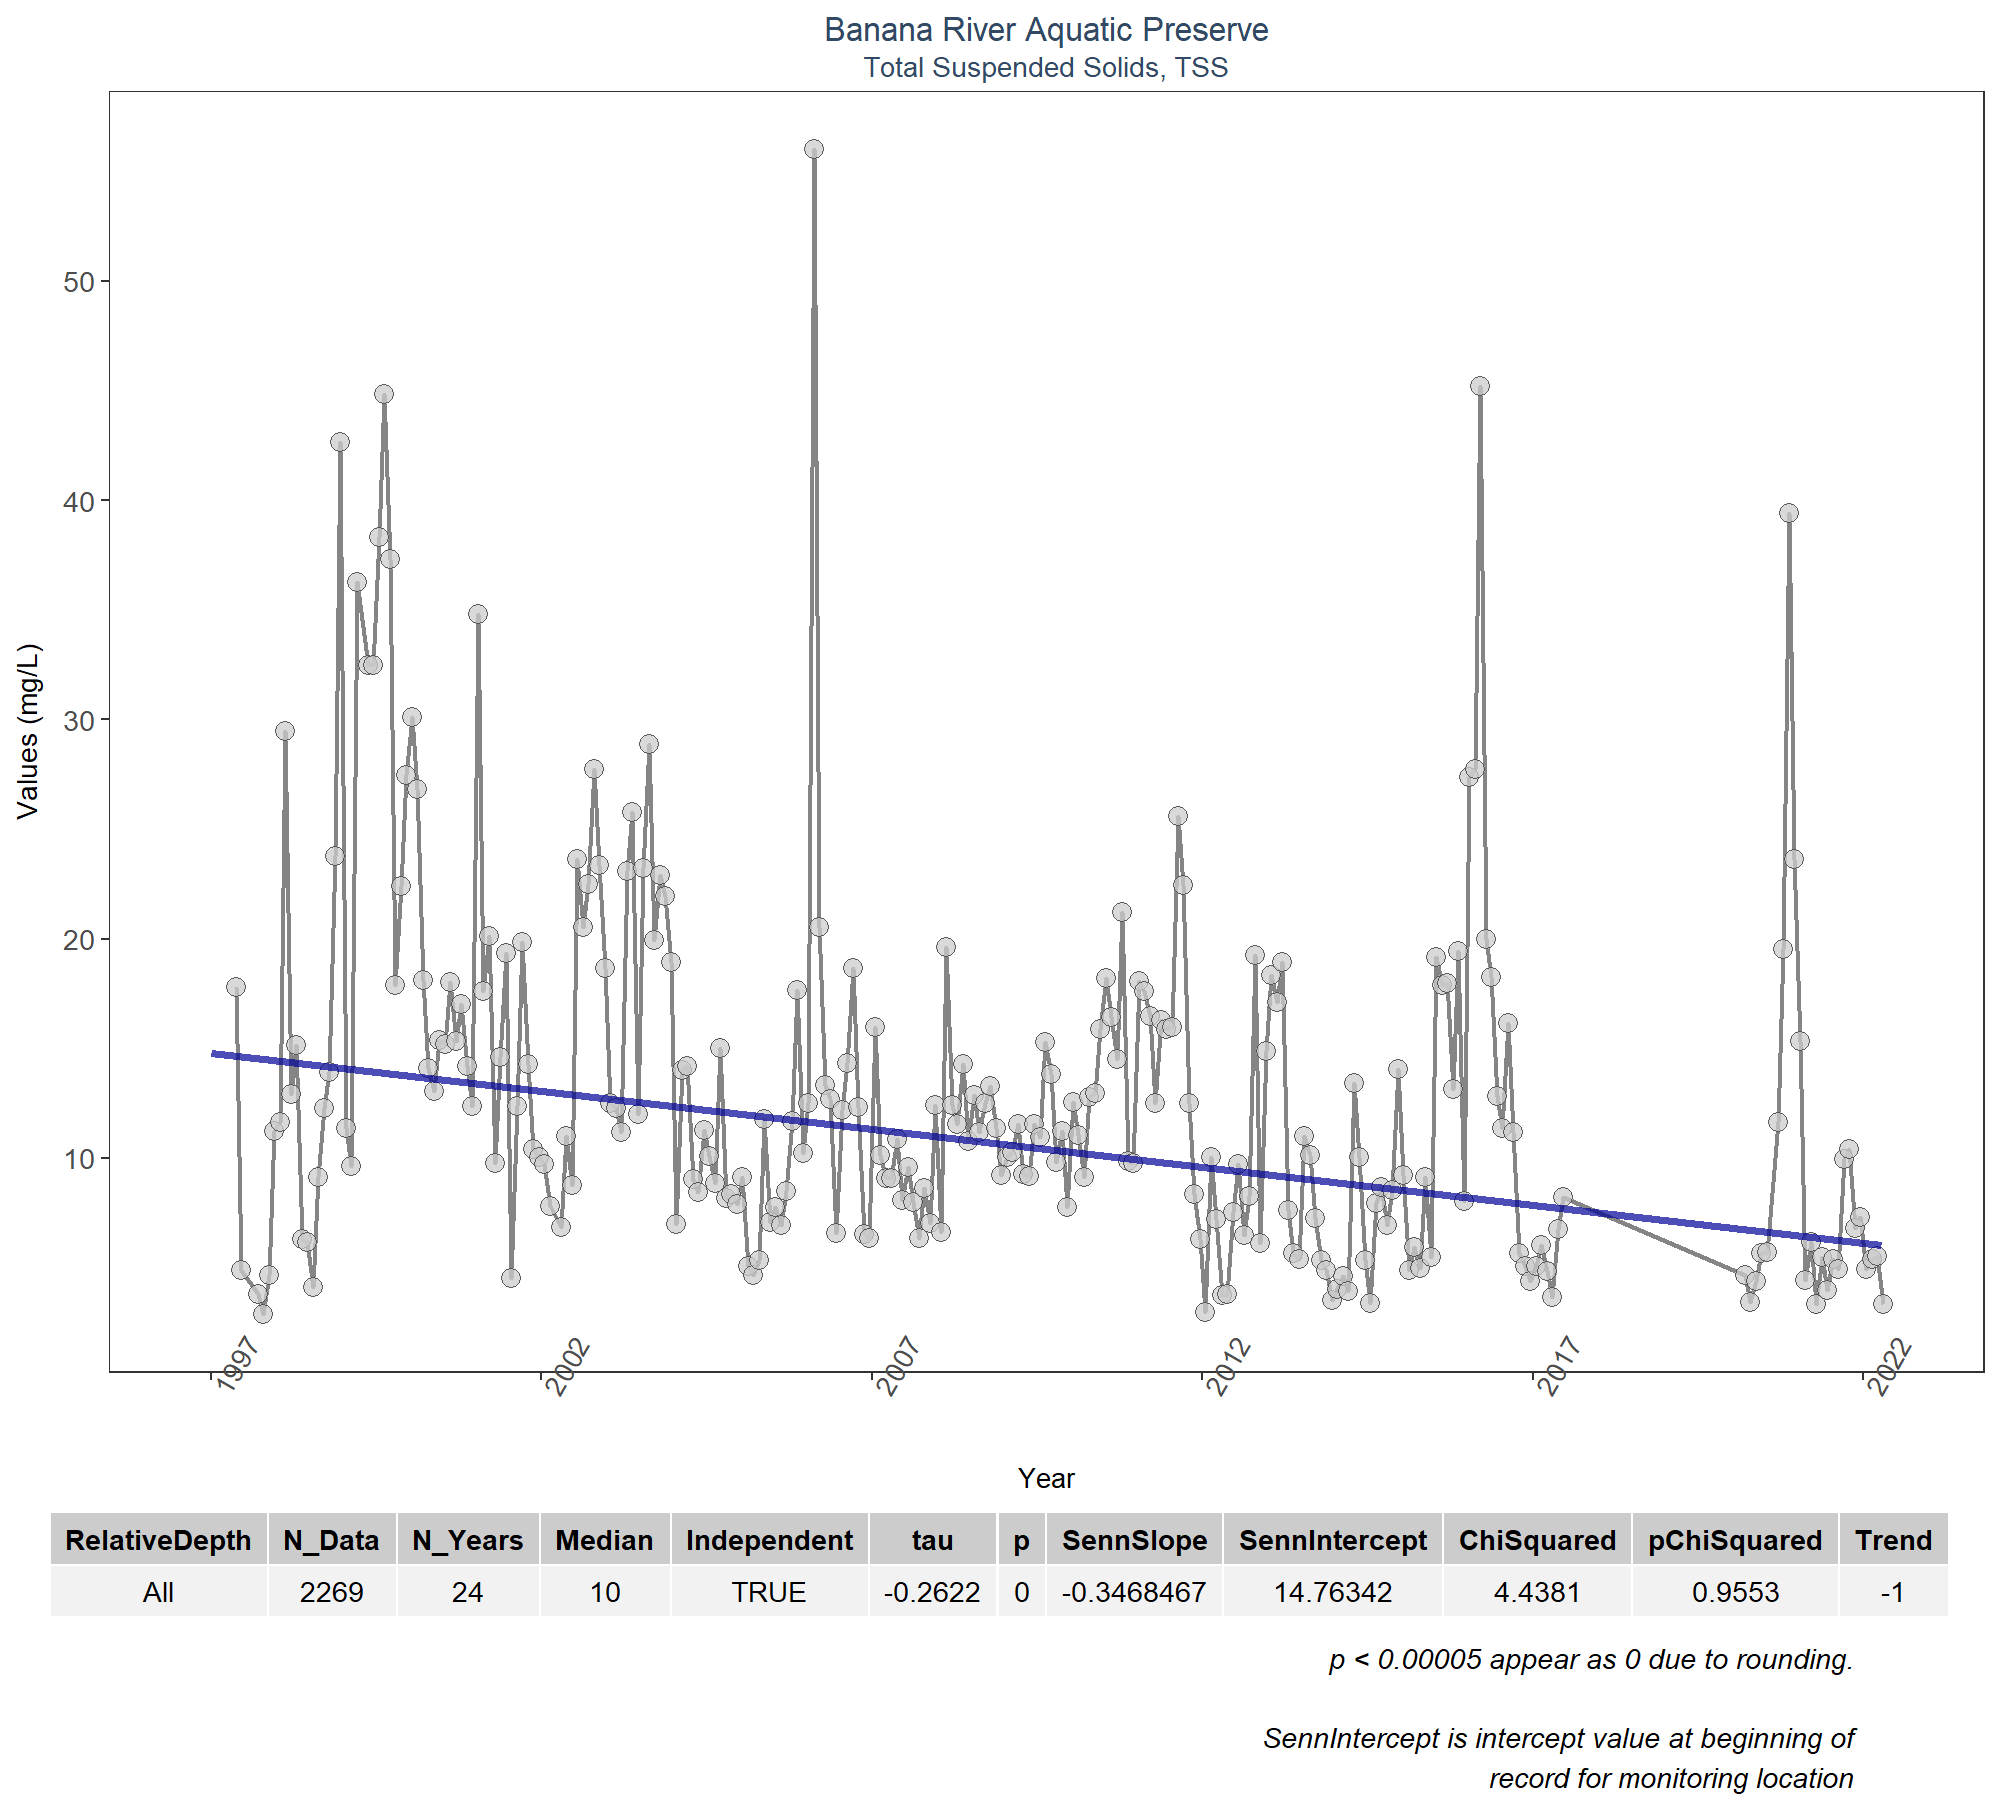 Banana River Aquatic Preserve
Total Suspended Solids, TSS
Values (mg/L)
50
40
30
20
10
1997
2002
2007
2012
2017
2022
Year
RelativeDepth N_Data N_Years Median Independent tau p SennSlope SennIntercept ChiSquared pChiSquared Trend
All 2269 24 10 TRUE -0.2622 0 -0.3468467 14.76342 4.4381 0.9553 -1
p < 0.00005 appear as 0 due to rounding.
SennIntercept is intercept value at beginning of
record for monitoring location